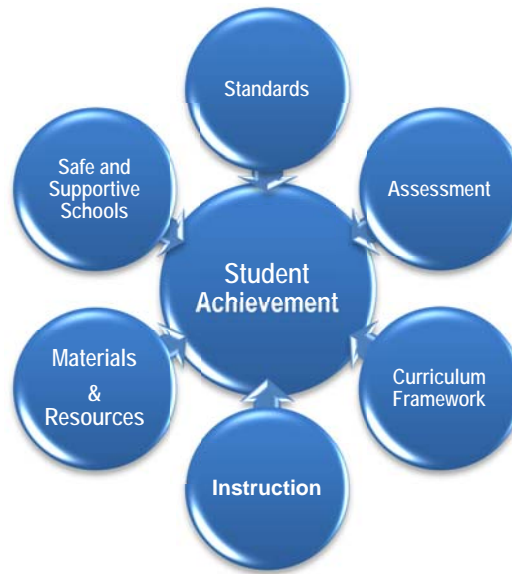 Standards
Assessment
Curriculum
Framework
Instruction
Materials
&
Resources
Safe and
Supportive
Schools
Student
Achievement